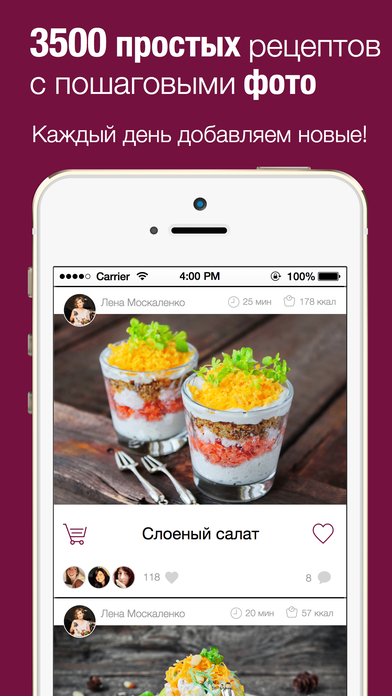 3500 простых рецептов
с пошаговыми фото
Каждый день добавляем новые!
Carrier 4:00 PM 100%
Лена Москаленко 25 мин 178 ккал
Слоеный салат
118 8
Лена Москаленко 20 мин 57 ккал